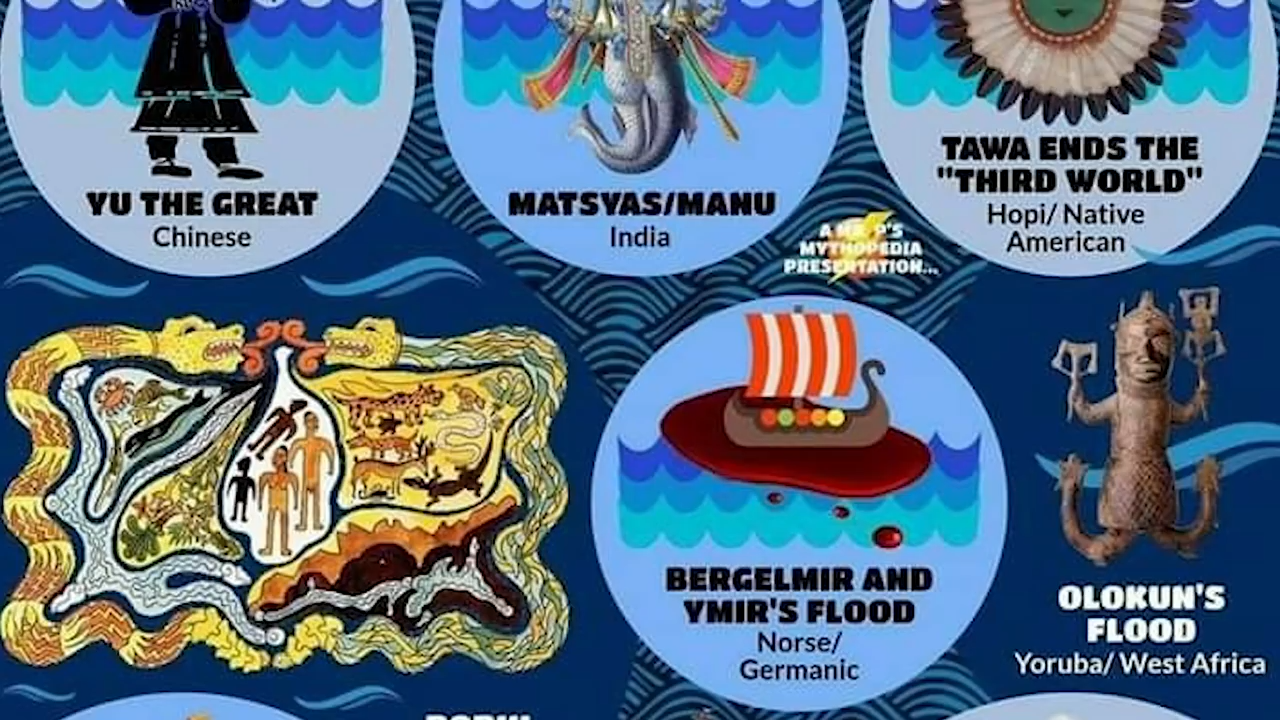 YU THE GREAT
Chinese
MATSYAS/MANU
India
TAWA ENDS THE
"THIRD WORLD"
Hopi/ Native
American
A MR. P'S
MYTHOPEDIA
PRESENTATION...
BERGELMIR AND
YMIR'S FLOOD
Norse/
Germanic
OLOKUN'S
FLOOD
Yoruba/ West Africa